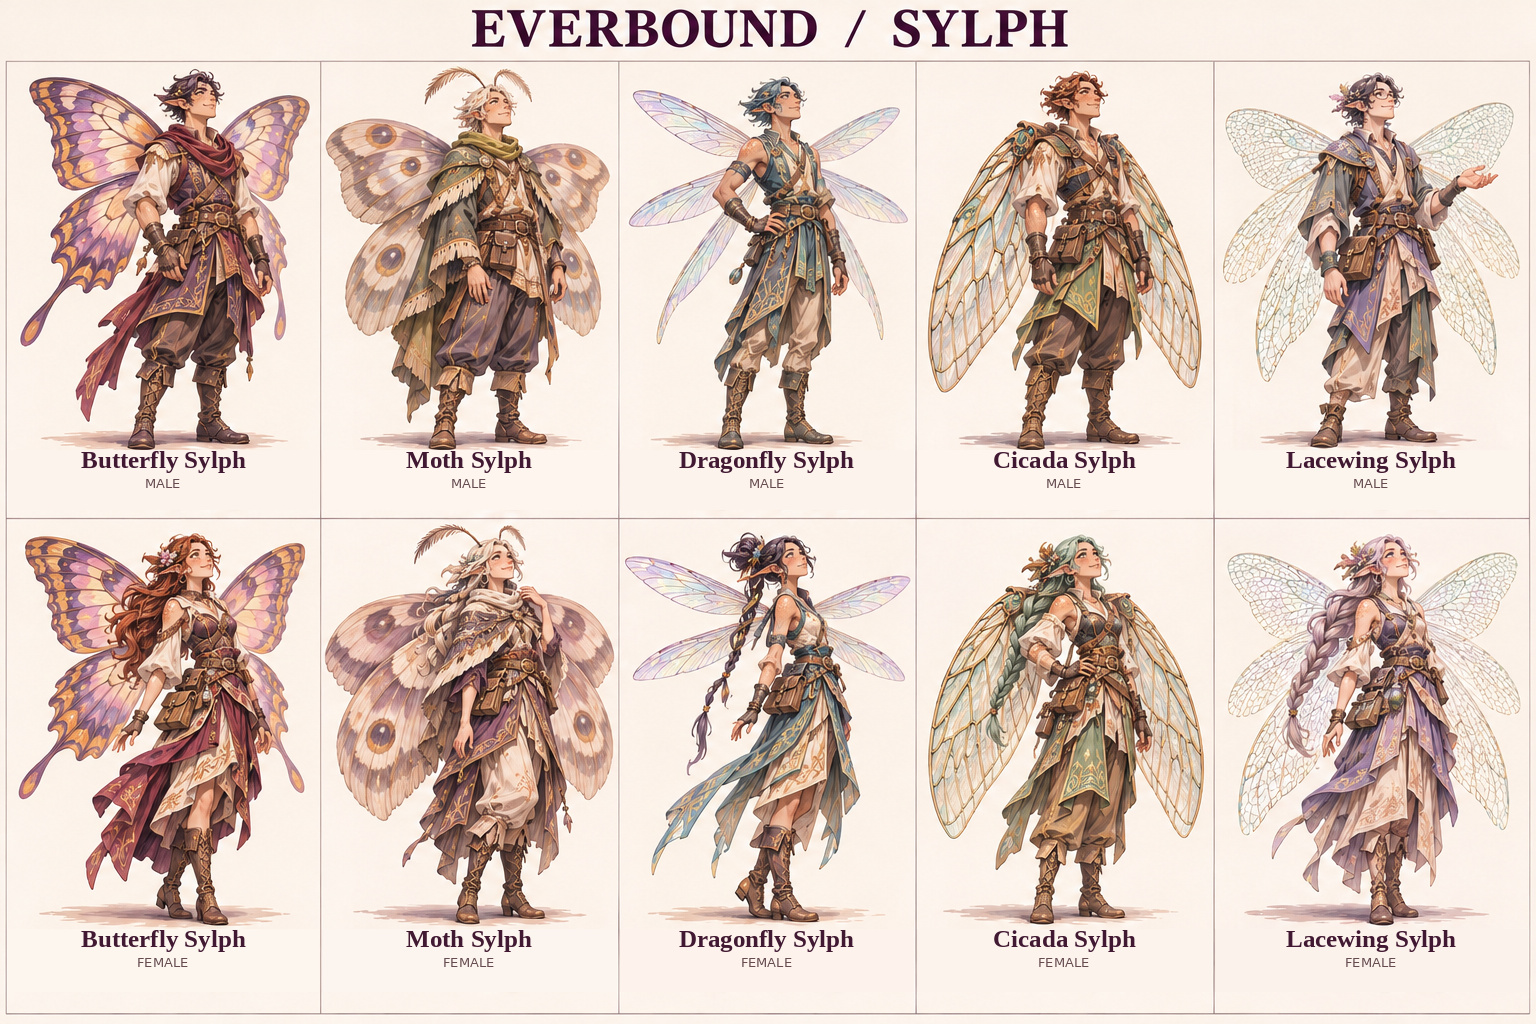 EVERBOUND / SYLPH
Butterfly Sylph
MALE
Moth Sylph
MALE
Dragonfly Sylph
MALE
Cicada Sylph
MALE
Lacewing Sylph
MALE
Butterfly Sylph
FEMALE
Moth Sylph
FEMALE
Dragonfly Sylph
FEMALE
Cicada Sylph
FEMALE
Lacewing Sylph
FEMALE